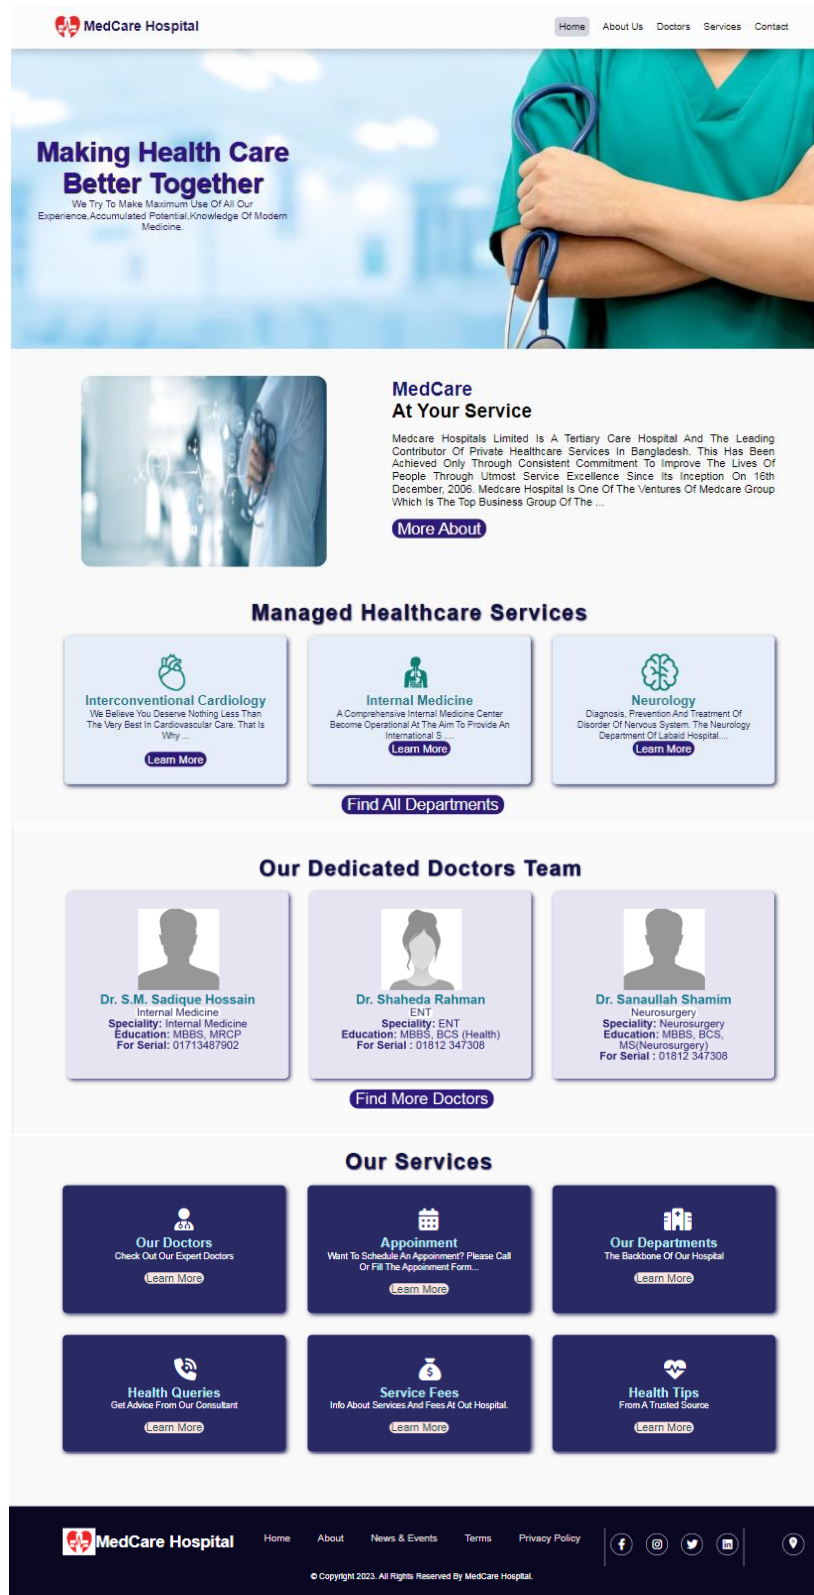 MedCare Hospital
Home About Us Doctors Services Contact
Making Health Care
Better Together
We Try To Make Maximum Use Of All Our
Experience,Accumulated Potential,Knowledge Of Modern
Medicine.
MedCare
At Your Service
Medcare Hospitals Limited Is A Tertiary Care Hospital And The Leading
Contributor Of Private Healthcare Services In Bangladesh. This Has Been
Achieved Only Through Consistent Commitment To Improve The Lives Of
People Through Utmost Service Excellence Since Its Inception On 16th
December, 2006. Medcare Hospital Is One Of The Ventures Of Medcare Group
Which Is The Top Business Group Of The ...
More About
Managed Healthcare Services
Interconventional Cardiology
We Believe You Deserve Nothing Less Than
The Very Best In Cardiovascular Care. That Is
Why ...
Learn More
Internal Medicine
A Comprehensive Internal Medicine Center
Become Operational At The Aim To Provide An
International S ....
Learn More
Neurology
Diagnosis, Prevention And Treatment Of
Disorder Of Nervous System. The Neurology
Department Of Labaid Hospital....
Learn More
Find All Departments
Our Dedicated Doctors Team
Dr. S.M. Sadique Hossain
Internal Medicine
Speciality: Internal Medicine
Education: MBBS, MRCP
For Serial: 01713487902
Dr. Shaheda Rahman
ENT
Speciality: ENT
Education: MBBS, BCS (Health)
For Serial : 01812 347308
Dr. Sanaullah Shamim
Neurosurgery
Speciality: Neurosurgery
Education: MBBS, BCS,
MS(Neurosurgery)
For Serial : 01812 347308
Find More Doctors
Our Services
Our Doctors
Check Out Our Expert Doctors
Learn More
Appoinment
Want To Schedule An Appoinment? Please Call
Or Fill The Appoinment Form...
Learn More
Our Departments
The Backbone Of Our Hospital
Learn More
Health Queries
Get Advice From Our Consultant
Learn More
Service Fees
Info About Services And Fees At Out Hospital.
Learn More
Health Tips
From A Trusted Source
Learn More
MedCare Hospital
Home About News & Events Terms Privacy Policy
© Copyright 2023. All Rights Reserved By MedCare Hospital.